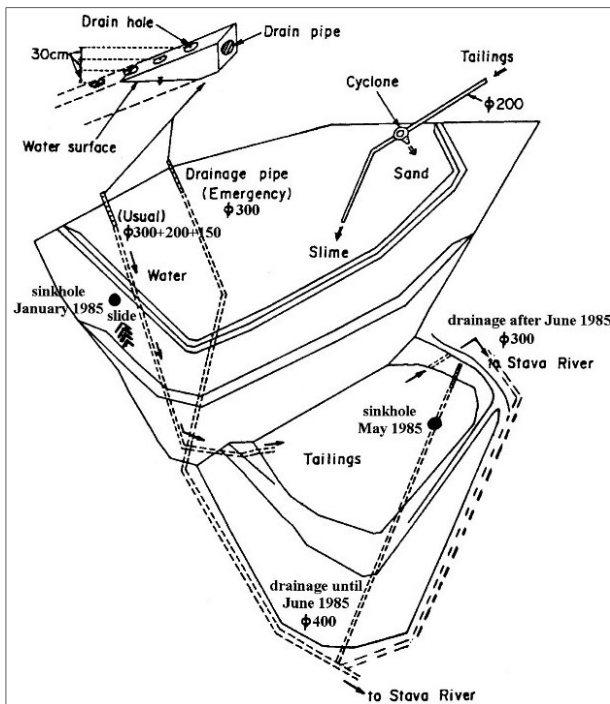 Drain hole
Drain pipe
30cm
Water surface
Tailings
ϕ200
Cyclone
Sand
Slime
Drainage pipe
(Emergency)
ϕ300
(Usual)
ϕ300+200+150
Water
sinkhole
January 1985
slide
drainage after June 1985
ϕ300
to Stava River
sinkhole
May 1985
Tailings
drainage until
June 1985
ϕ400
to Stava River